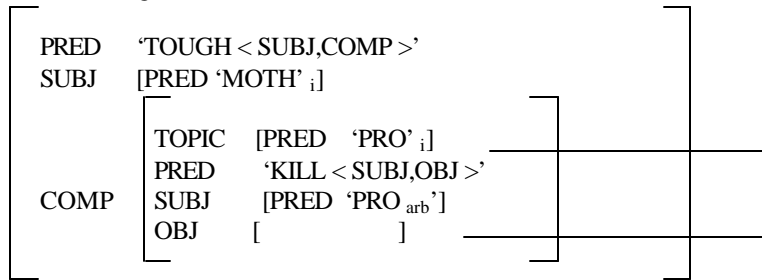 PRED ‘TOUGH < SUBJ,COMP >’
SUBJ [PRED ‘MOTH’ i]
TOPIC [PRED ‘PRO’ i]
PRED ‘KILL < SUBJ,OBJ >’
COMP SUBJ [PRED ‘PRO arb’]
OBJ [ ]